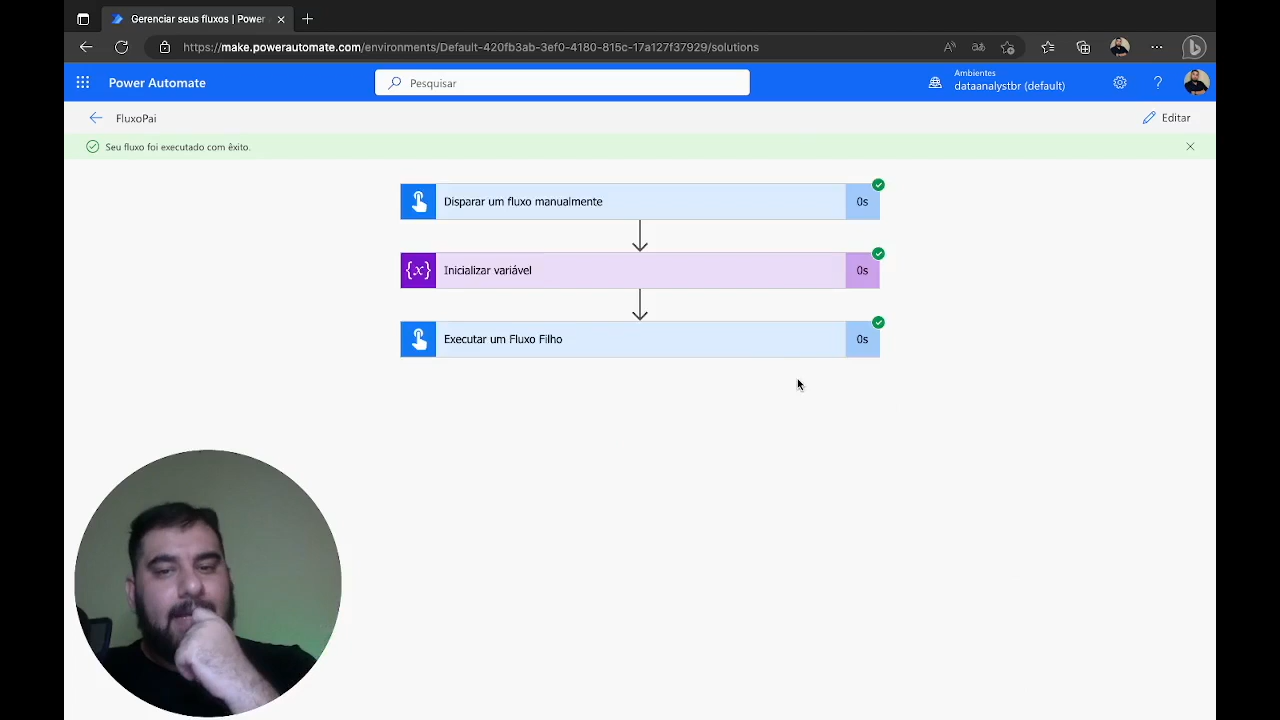 Gerenciar seus fluxos | Power
https://make.powerautomate.com/environments/Default-420fb3ab-3ef0-4180-815c-17a127f37929/solutions
Power Automate
Pesquisar
Ambientes
dataanalystbr (default)
FluxoPai
Editar
Seu fluxo foi executado com êxito.
Disparar um fluxo manualmente
0s
{x}
Inicializar variável
0s
Executar um Fluxo Filho
0s